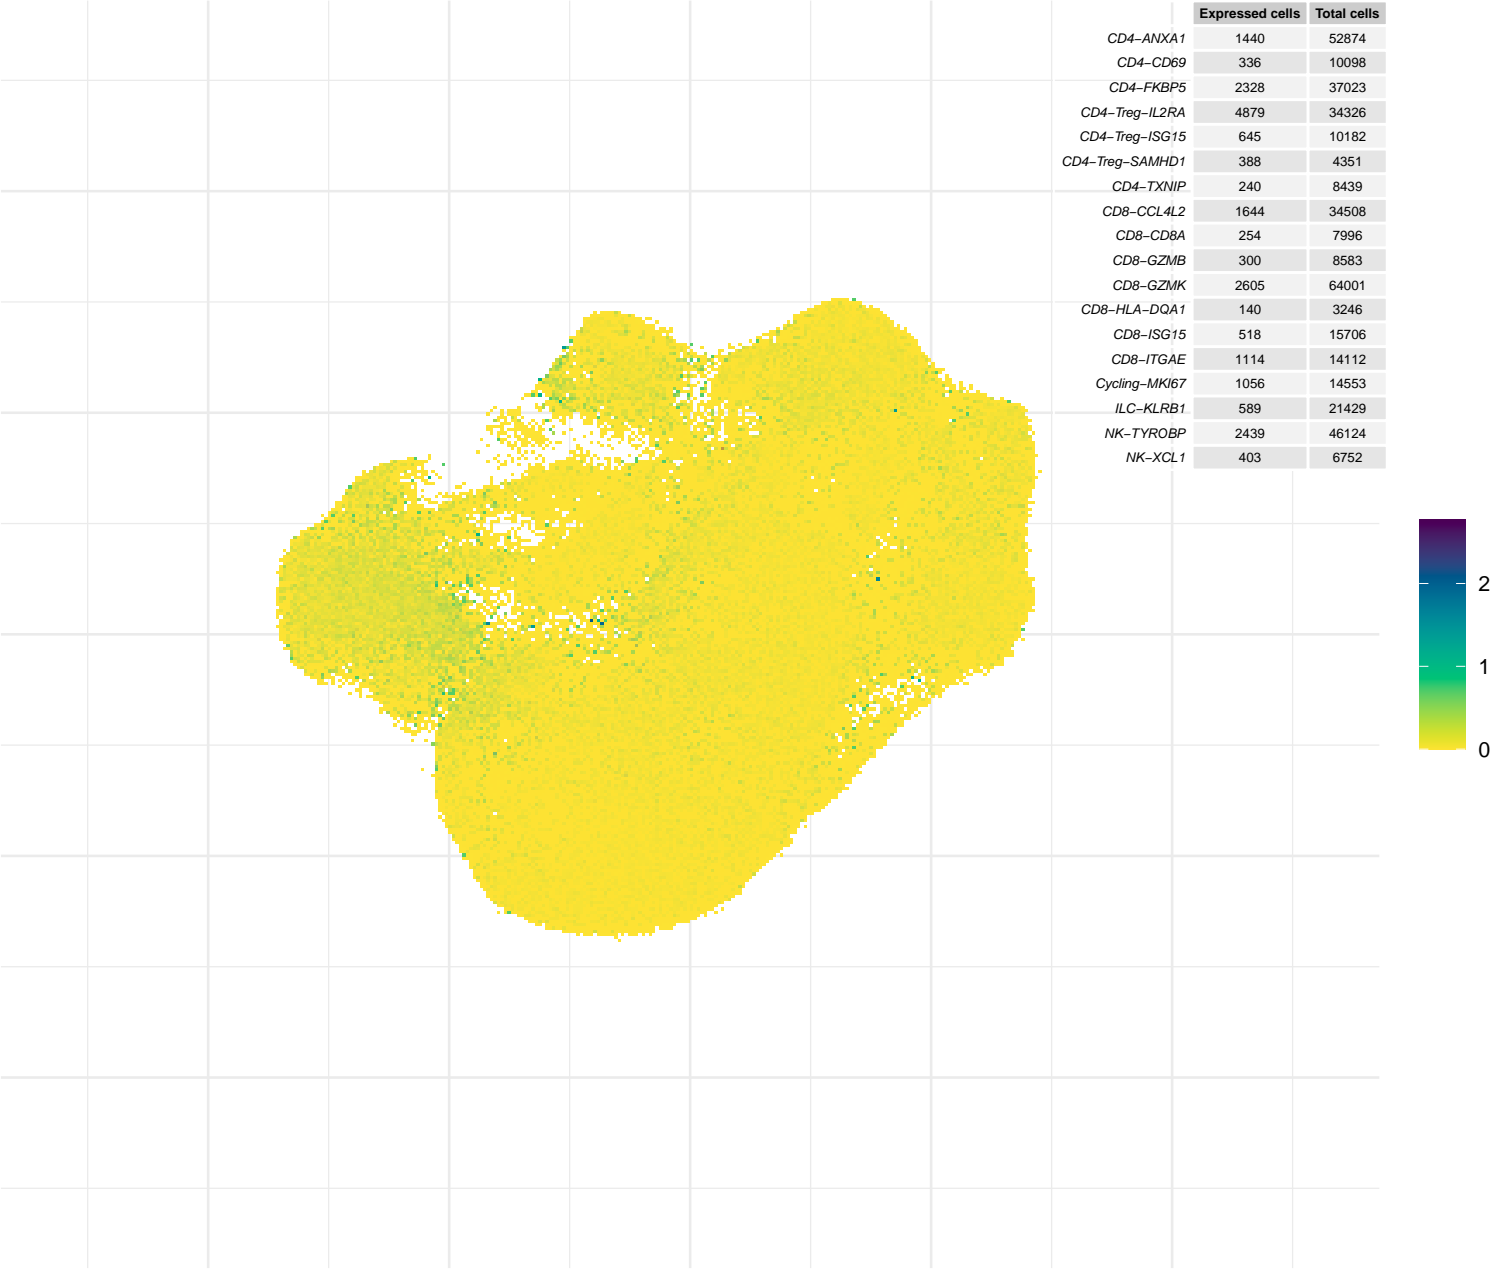 Expressed cells Total cells
CD4−ANXA1 1440 52874
CD4−CD69 336 10098
CD4−FKBP5 2328 37023
CD4−Treg−IL2RA 4879 34326
CD4−Treg−ISG15 645 10182
CD4−Treg−SAMHD1 388 4351
CD4−TXNIP 240 8439
CD8−CCL4L2 1644 34508
CD8−CD8A 254 7996
CD8−GZMB 300 8583
CD8−GZMK 2605 64001
CD8−HLA−DQA1 140 3246
CD8−ISG15 518 15706
CD8−ITGAE 1114 14112
Cycling−MKI67 1056 14553
ILC−KLRB1 589 21429
NK−TYROBP 2439 46124
NK−XCL1 403 6752
2
1
0